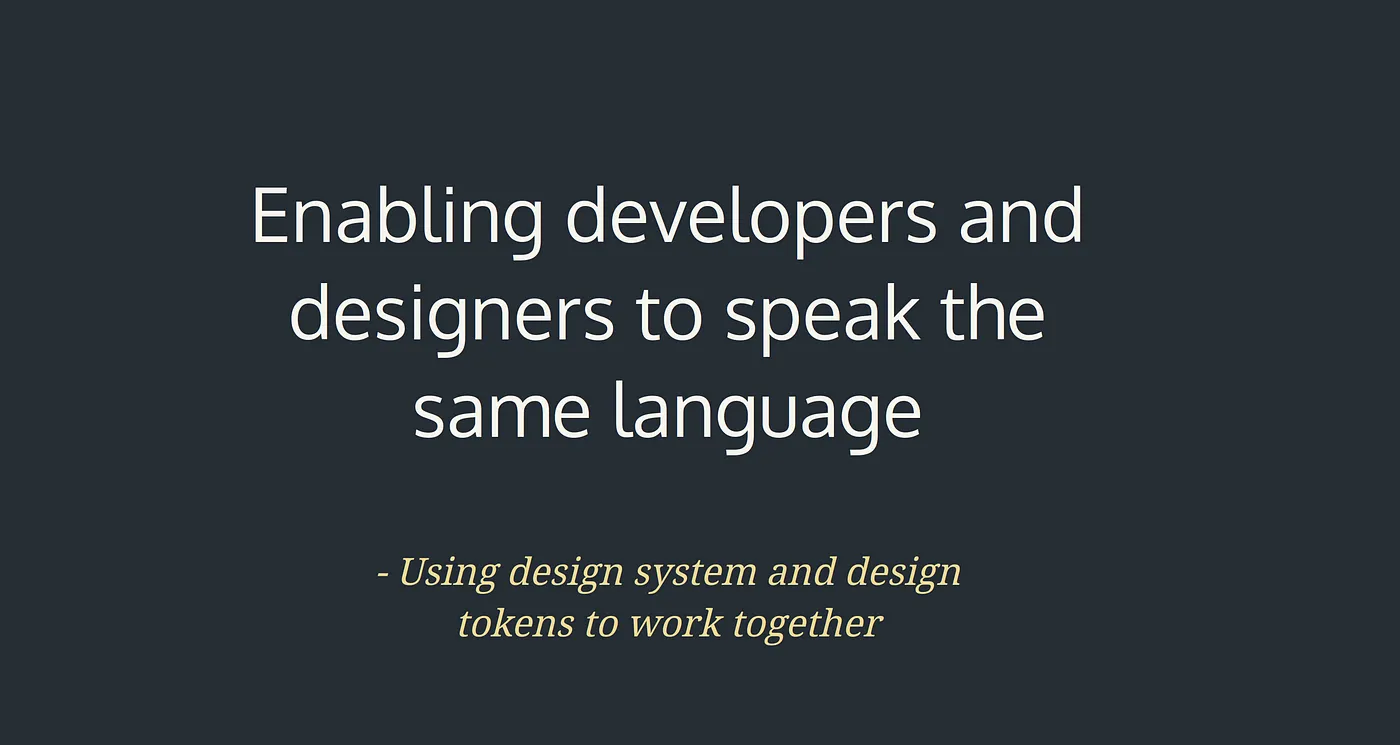 Enabling developers and
designers to speak the
same language
- Using design system and design
tokens to work together